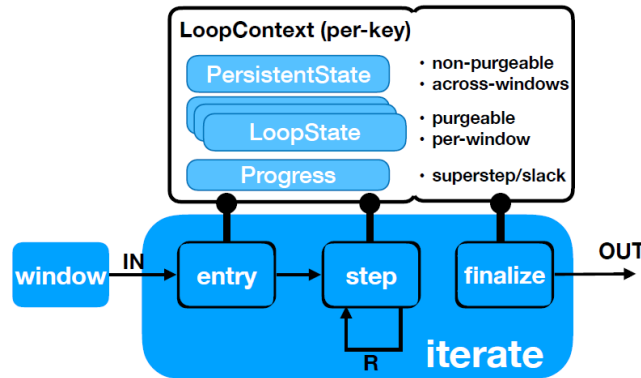 LoopContext (per-key)
PersistentState
• non-purgeable
• across-windows
LoopState
• purgeable
• per-window
Progress
• superstep/slack
window
IN
entry
step
finalize
OUT
R
iterate